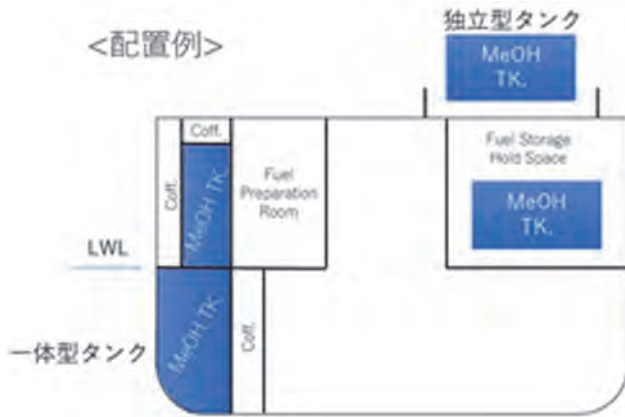 <配置例>
独立型タンク
MeOH
TK.
Coff.
Coff.
MeOH TK.
Fuel
Preparation
Room
Fuel Storage
Hold Space
MeOH
TK.
LWL
一体型タンク
MeOH TK.
Coff.